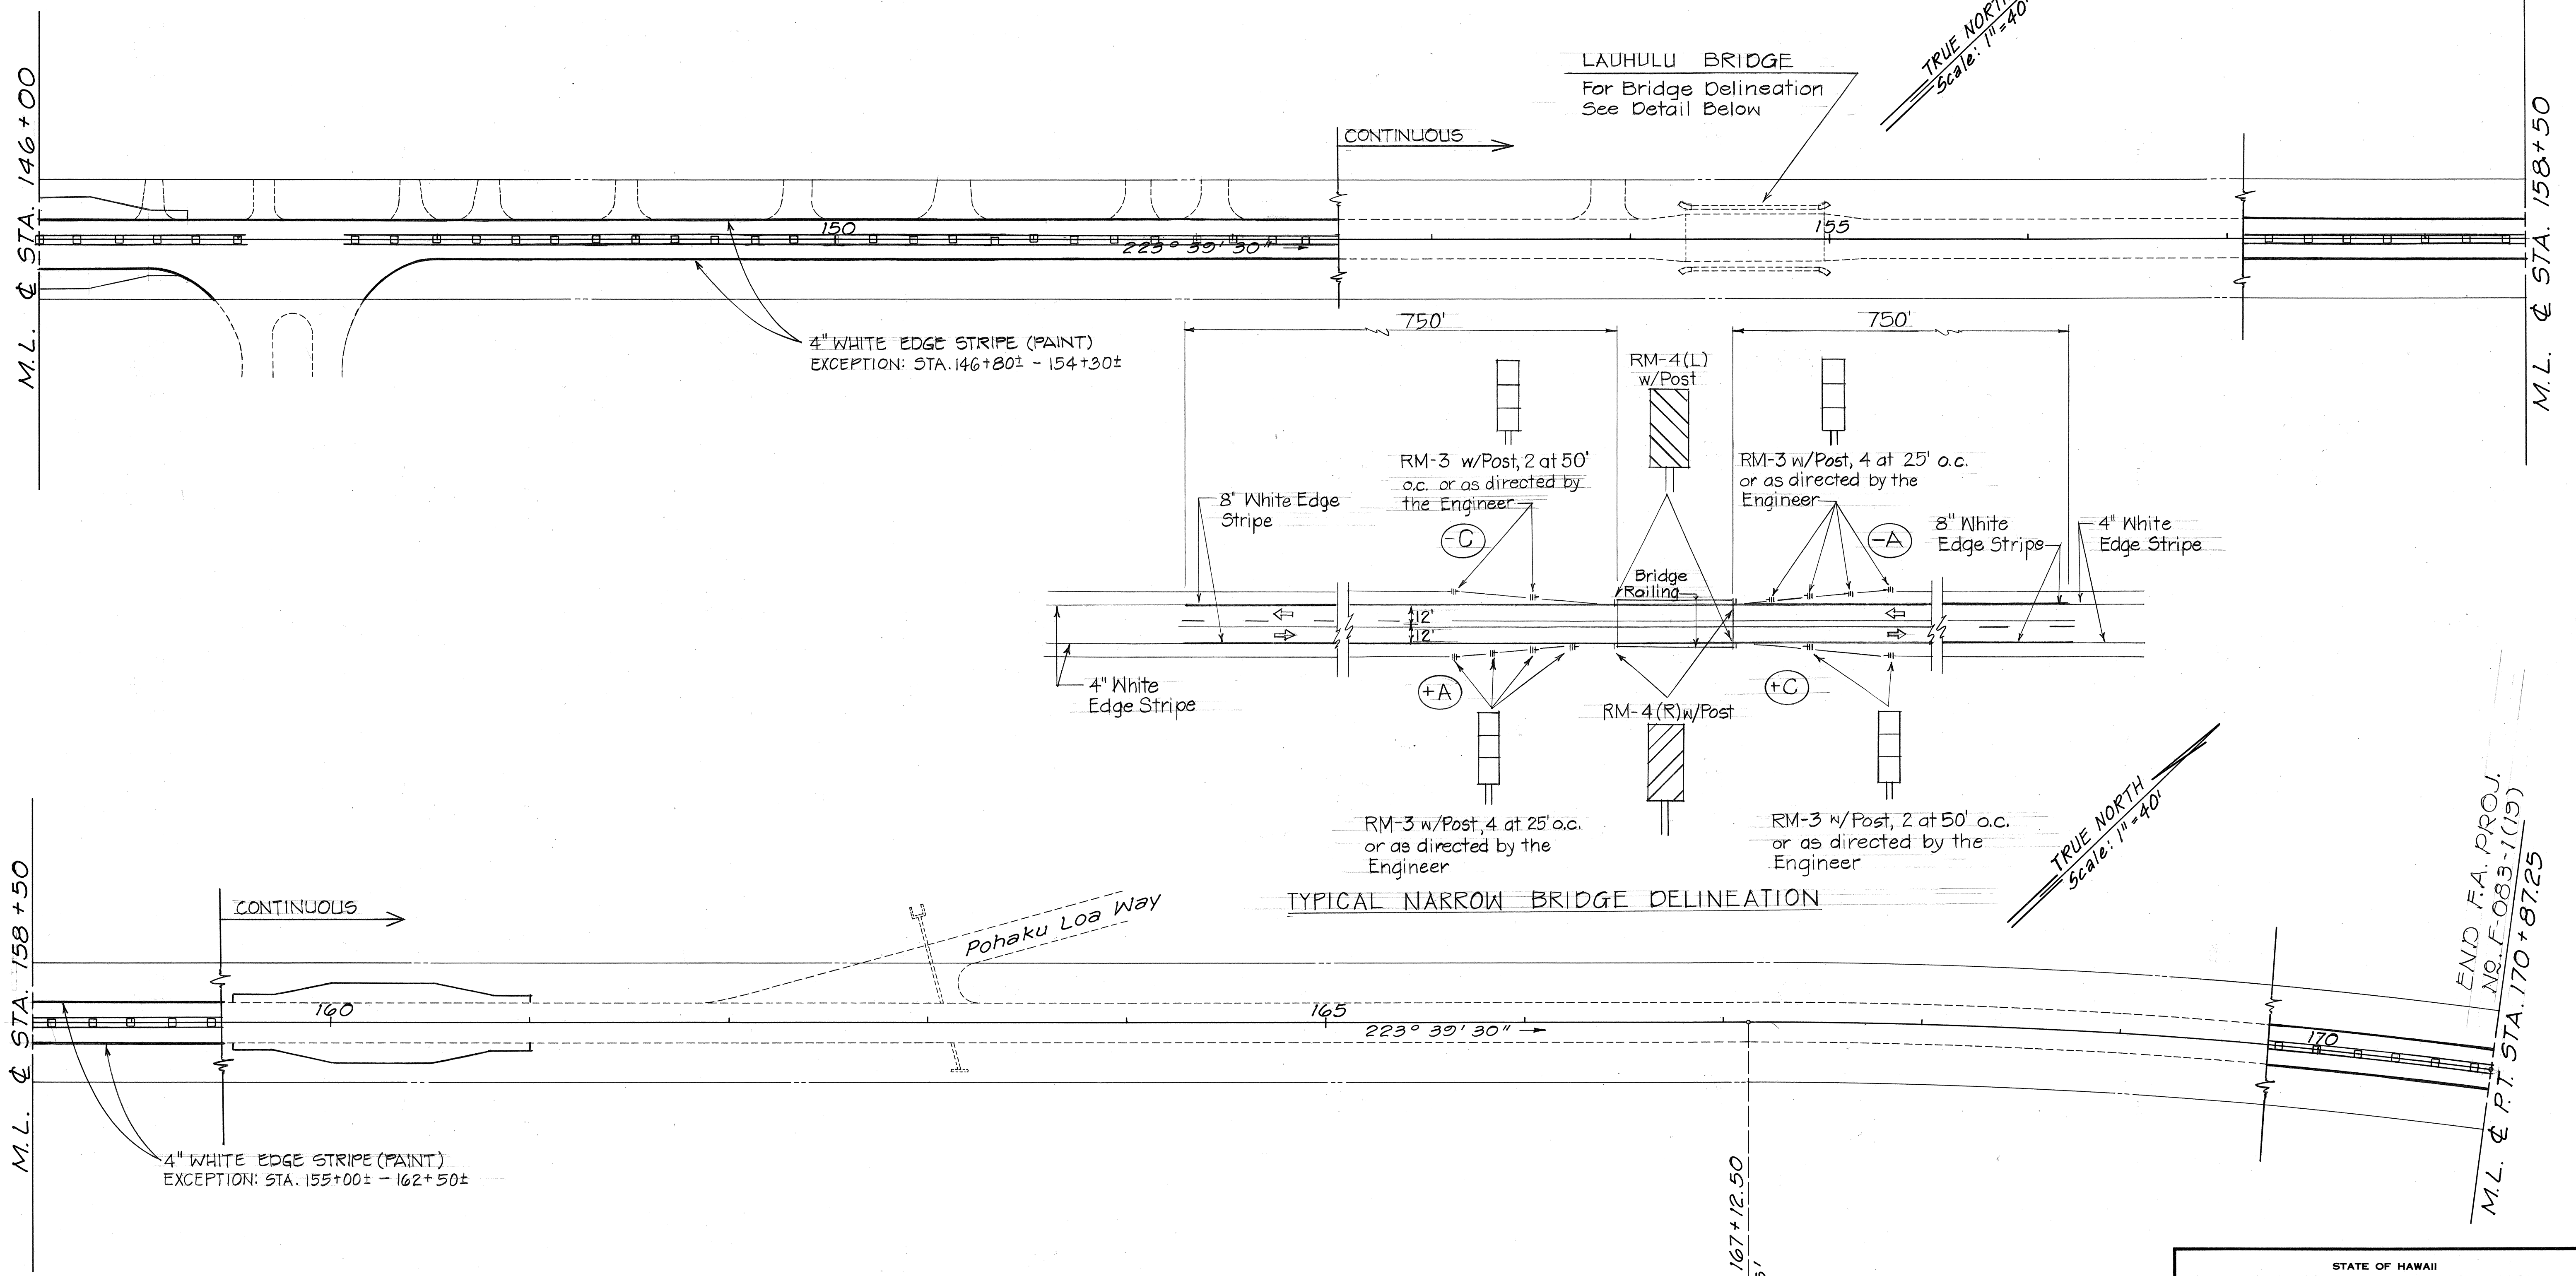 TRUE NORTH
Scale: 1"=40'
LAUHULU BRIDGE
For Bridge Delineation
See Detail Below
M.L. ℄ STA. 146+00
CONTINUOUS
M.L. ℄ STA. 158+50
150
155
223° 39' 30"
4" WHITE EDGE STRIPE (PAINT)
EXCEPTION: STA. 146+80± - 154+30±
750'
750'
RM-4(L)
w/Post
RM-3 w/Post, 2 at 50'
o.c. or as directed by
the Engineer
RM-3 w/Post, 4 at 25' o.c.
or as directed by the
Engineer
8" White Edge
Stripe
-C
-A
8" White
Edge Stripe
4" White
Edge Stripe
Bridge
Railing
12'
12'
4" White
Edge Stripe
+A
+C
RM-4(R)w/Post
RM-3 w/Post, 4 at 25' o.c.
or as directed by the
Engineer
RM-3 w/Post, 2 at 50' o.c.
or as directed by the
Engineer
TYPICAL NARROW BRIDGE DELINEATION
TRUE NORTH
Scale: 1"=40'
END F.A. PROJ.
NO. F-083-1(19)
M.L. ℄ P.T. STA. 170+87.25
M.L. ℄ STA. 158+50
CONTINUOUS
Pohaku Loa Way
160
165
170
223° 39' 30"
4" WHITE EDGE STRIPE (PAINT)
EXCEPTION: STA. 155+00± - 162+50±
167+12.50
STATE OF HAWAII